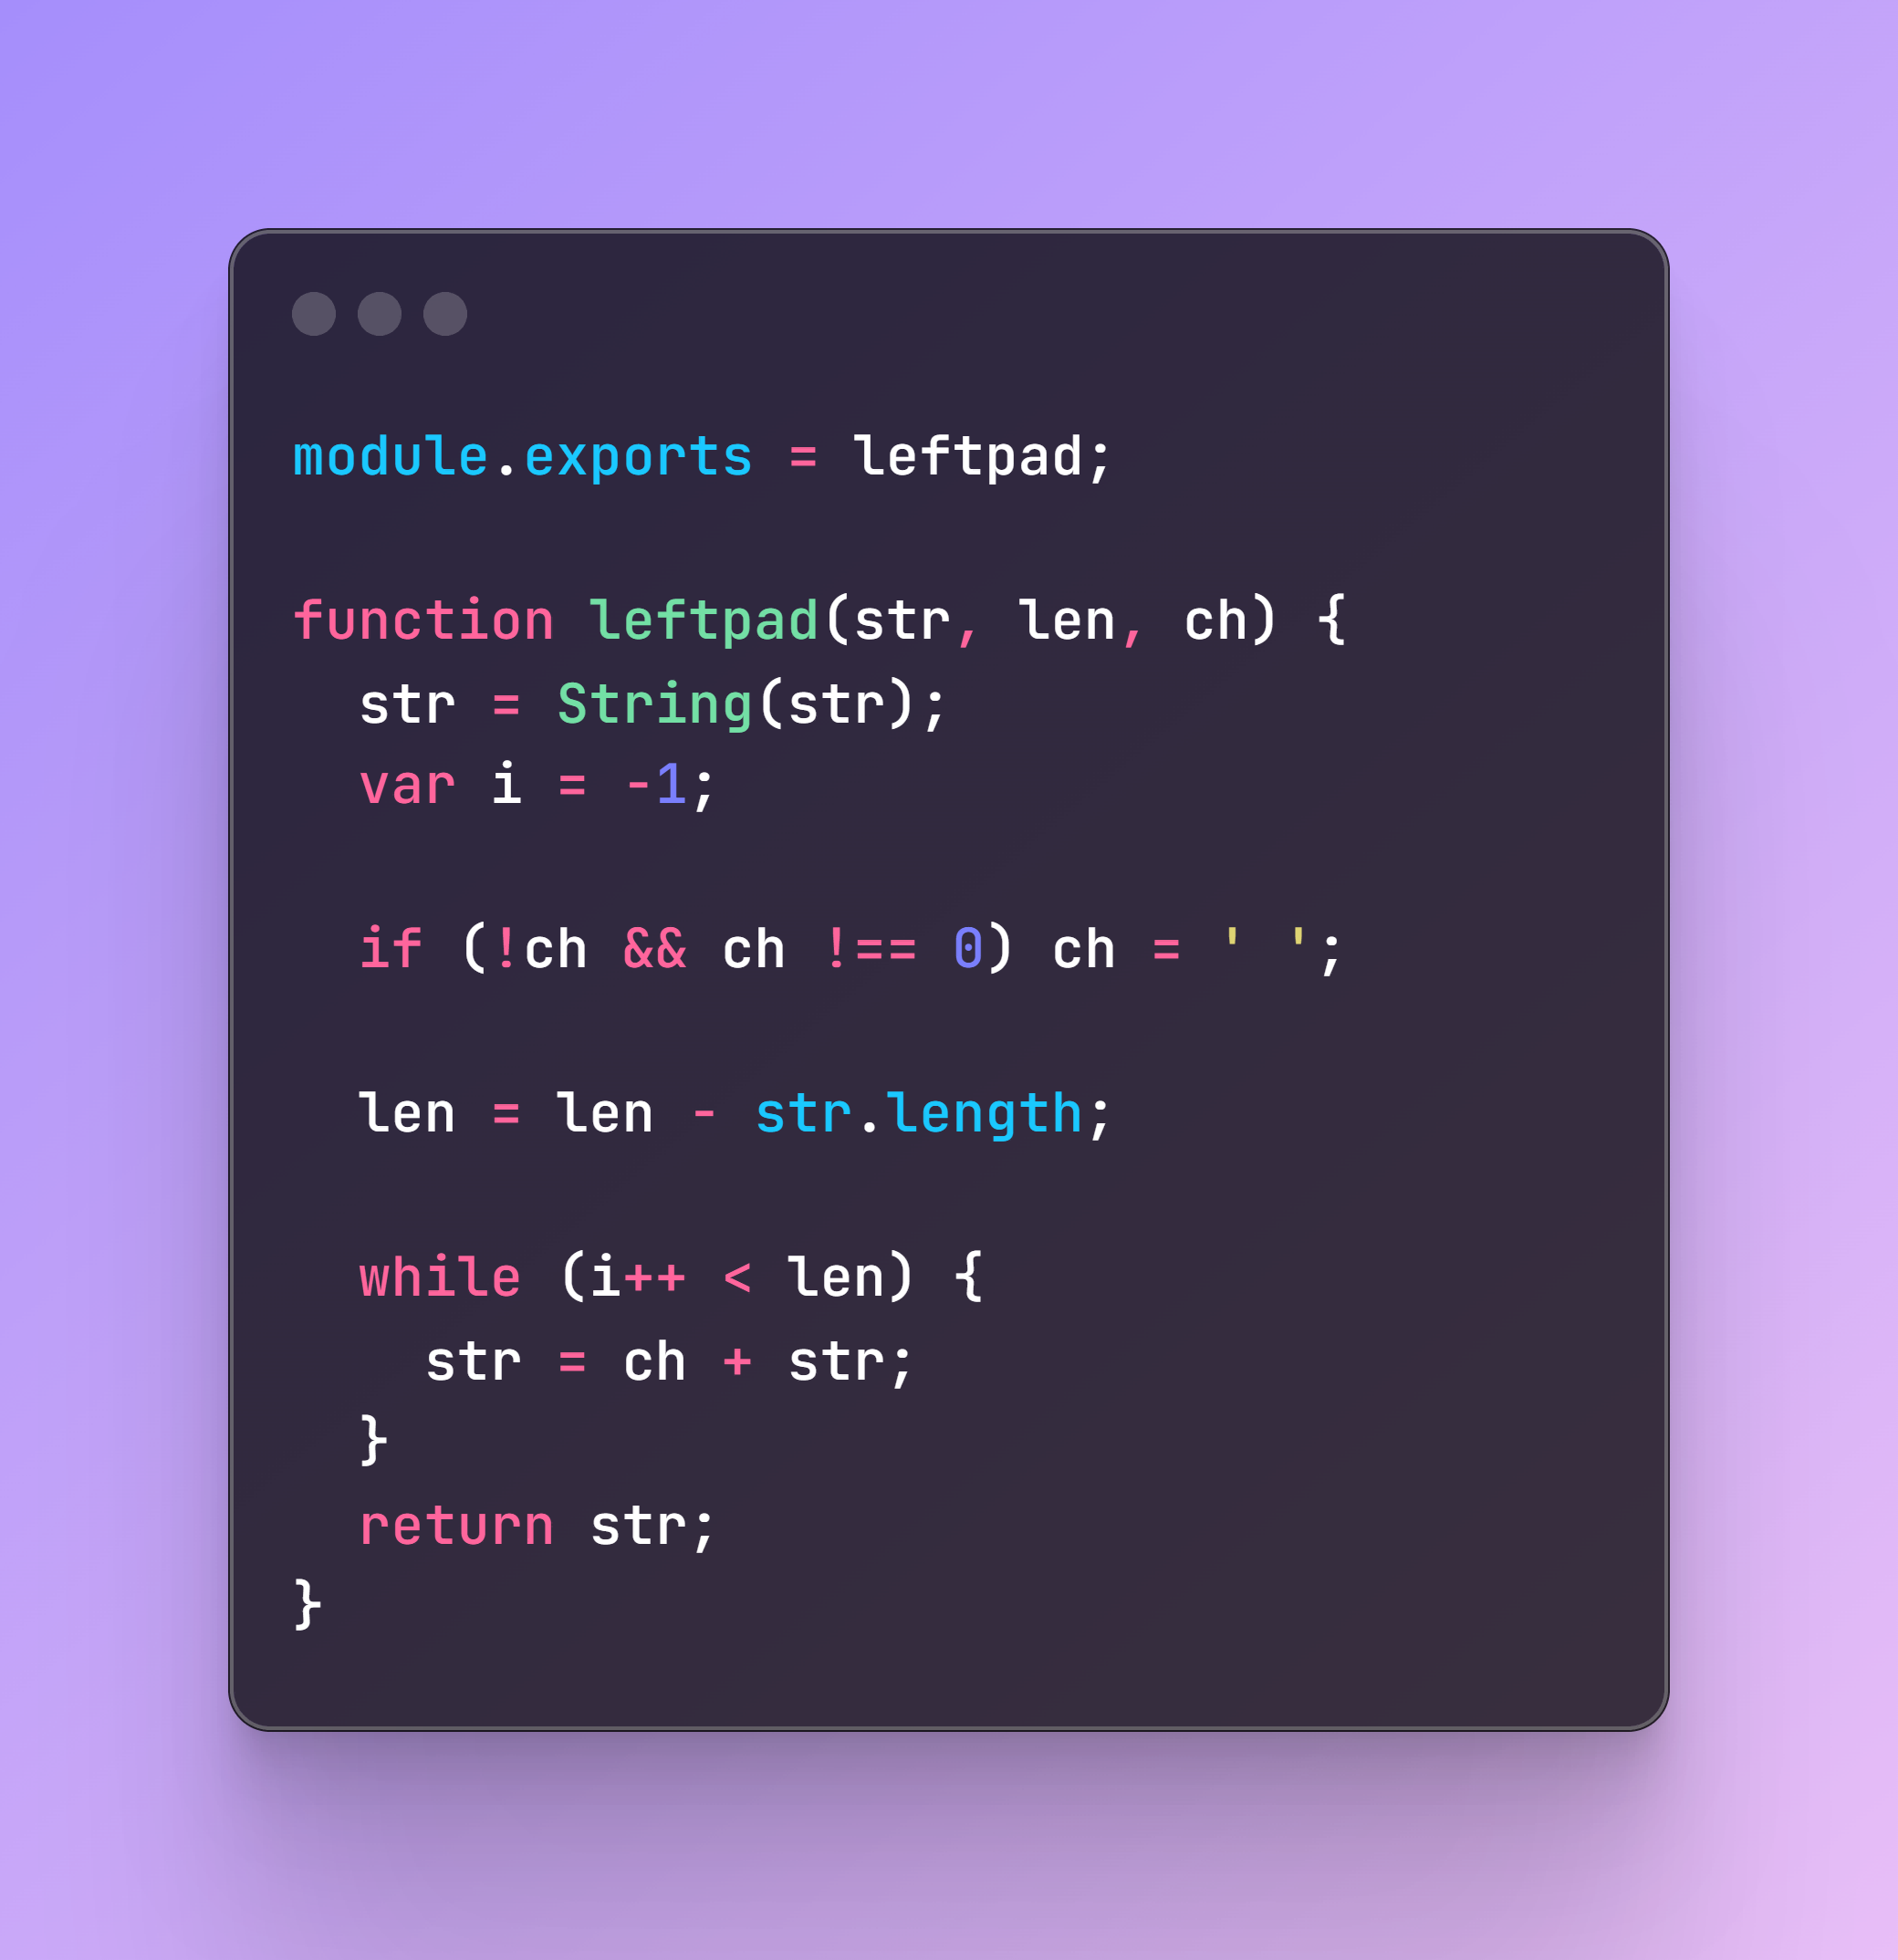 module.exports = leftpad;
function leftpad(str, len, ch) {
  str = String(str);
  var i = -1;
  if (!ch && ch !== 0) ch = ' ';
  len = len - str.length;
  while (i++ < len) {
    str = ch + str;
  }
  return str;
}